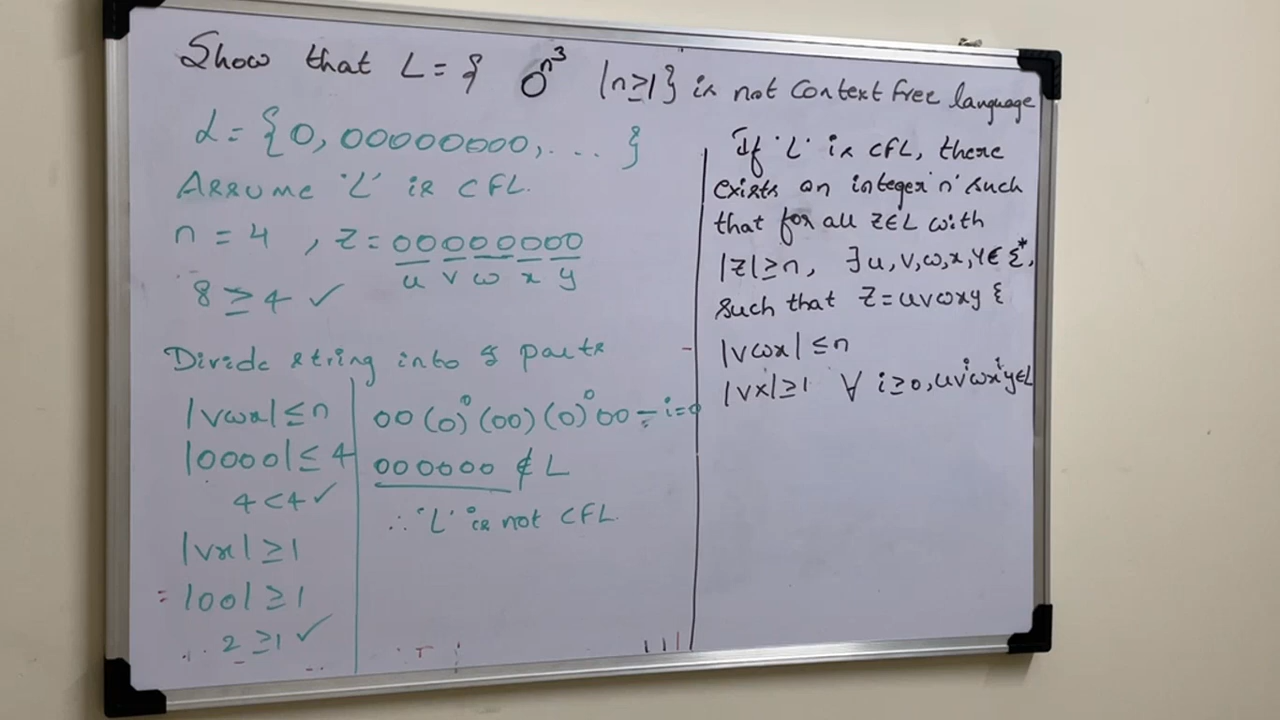 Show that L = { 0^n^3 | n≥1 } is not Context free language
L = {0, 00000000, ... }
Assume 'L' is CFL.
n = 4 , Z = 00000000
u v w x y
8 ≥ 4 ✓
Divide string into 5 parts
|vwx| ≤ n
|0000| ≤ 4
4 < 4 ✓
|vx| ≥ 1
= |00| ≥ 1
2 ≥ 1 ✓
00 (0)^0 (00) (0)^0 00 - i=0
000000 ∉ L
∴ 'L' is not CFL.
If 'L' is CFL, there
exists an integer 'n' such
that for all Z∈L with
|Z| ≥ n, ∃ u, v, w, x, y ∈ Σ*,
such that Z = uvwxy &
|vwx| ≤ n
|vx| ≥ 1 ∀ i≥0, uv^iwx^iy∈L